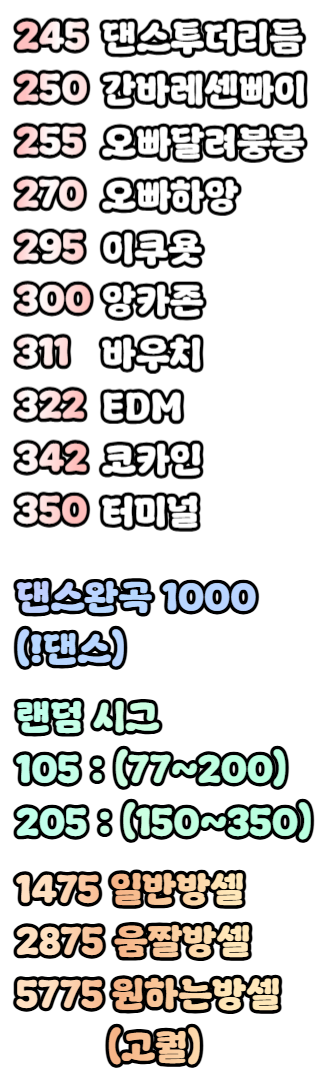 245 댄스투더리듬
250 간바레센빠이
255 오빠달려붕붕
270 오빠하앙
295 이쿠욧
300 앙카존
311 바우치
322 EDM
342 코카인
350 터미널
댄스완곡 1000
(!댄스)
랜덤 시그
105 : (77~200)
205 : (150~350)
1475 일반방셀
2875 움짤방셀
5775 원하는방셀
(고퀄)